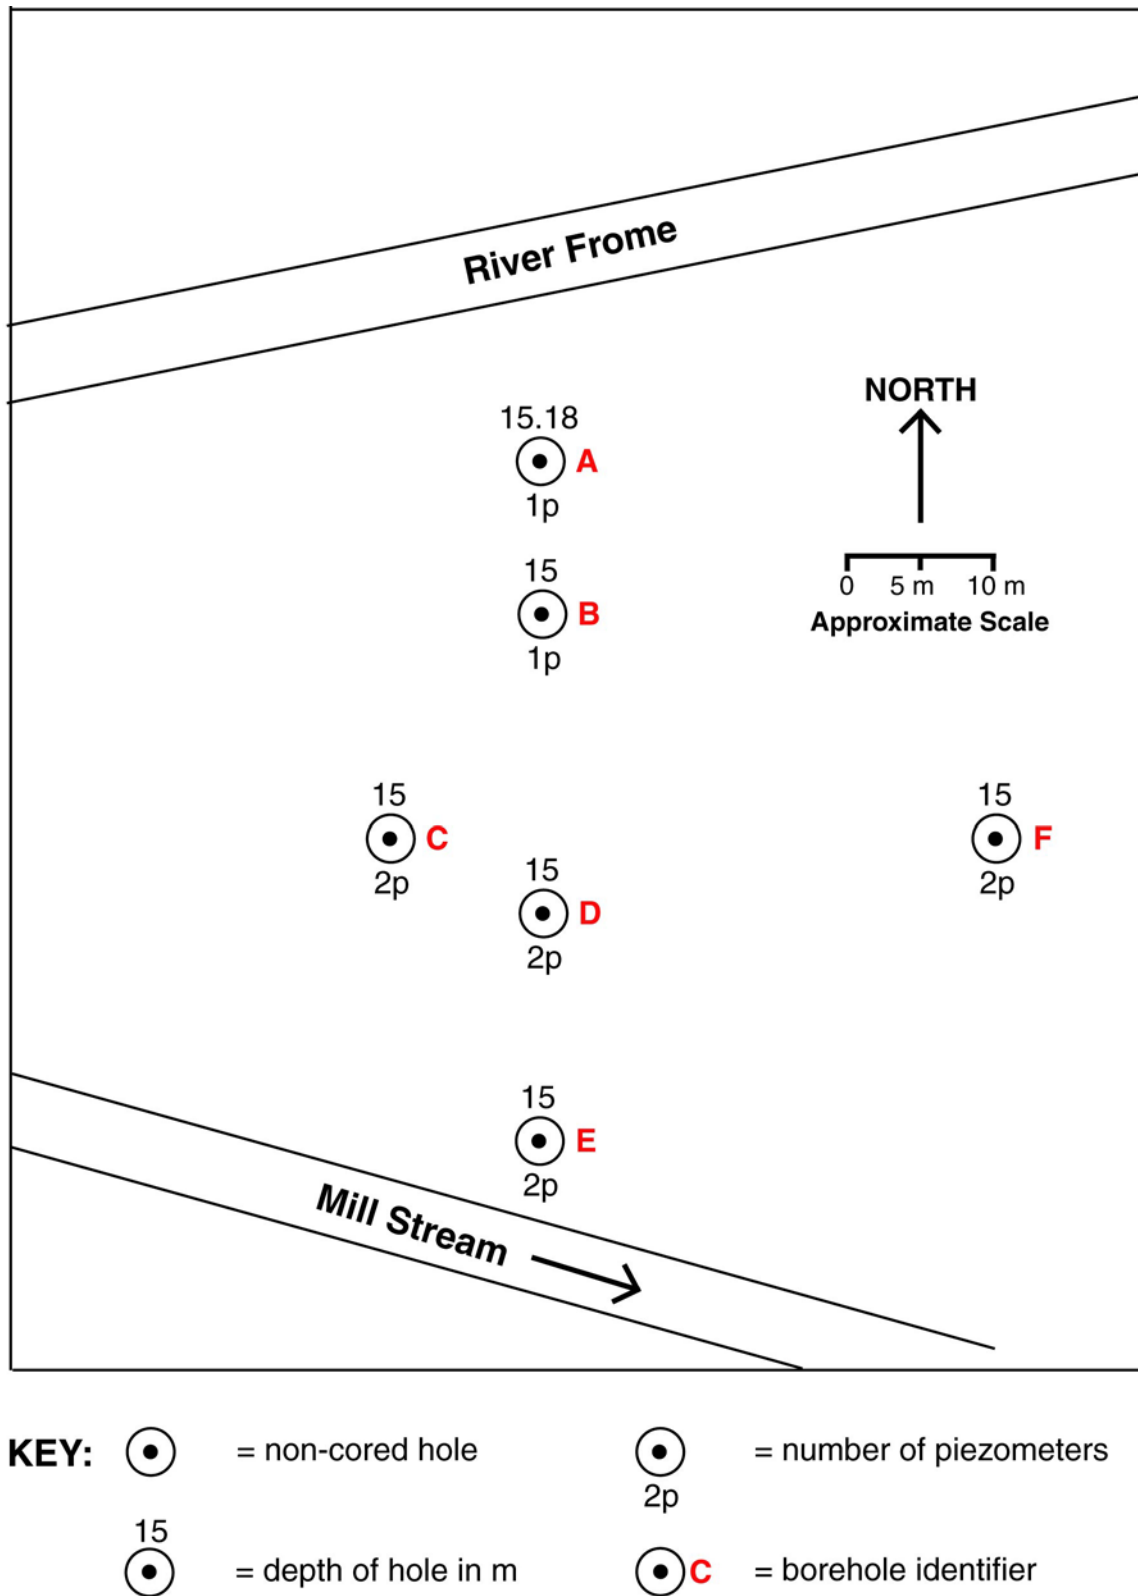 River Frome
NORTH
15.18
A
1p
0 5 m 10 m
Approximate Scale
15
B
1p
15
C
2p
15
F
2p
15
D
2p
15
E
2p
Mill Stream
KEY:
= non-cored hole
2p
= number of piezometers
15
= depth of hole in m
C
= borehole identifier